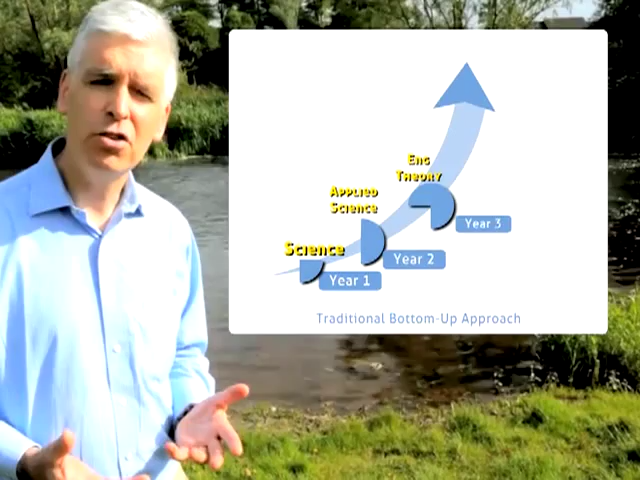 Eng
Theory
Applied
Science
Year 3
Science
Year 2
Year 1
Traditional Bottom-Up Approach